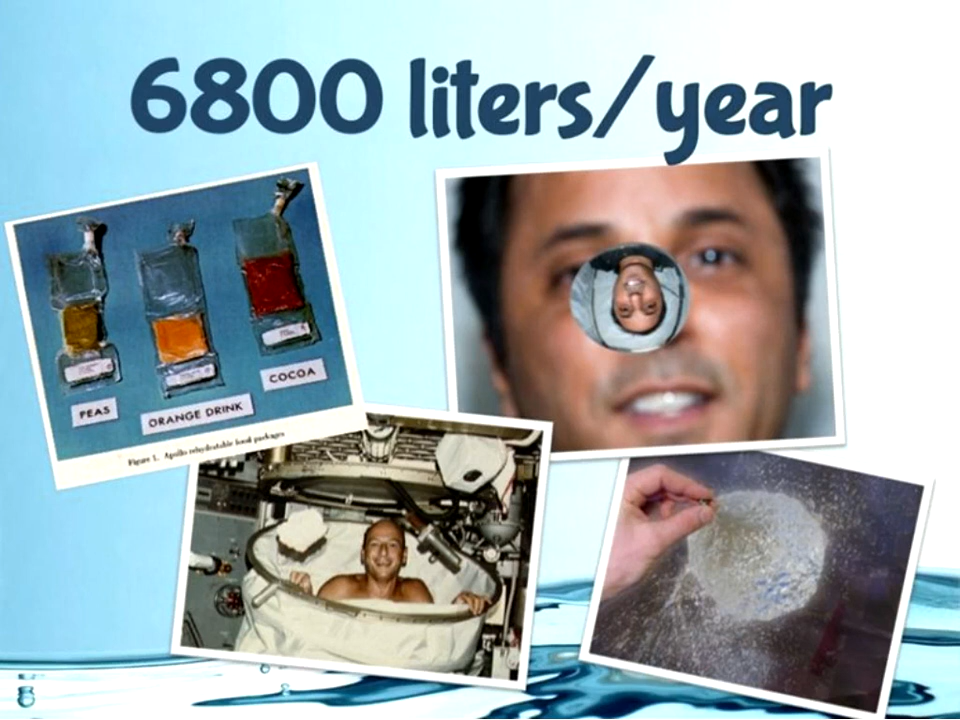 6800 liters/year
PEAS
ORANGE DRINK
COCOA
Figure 1. Apollo rehydratable food packages